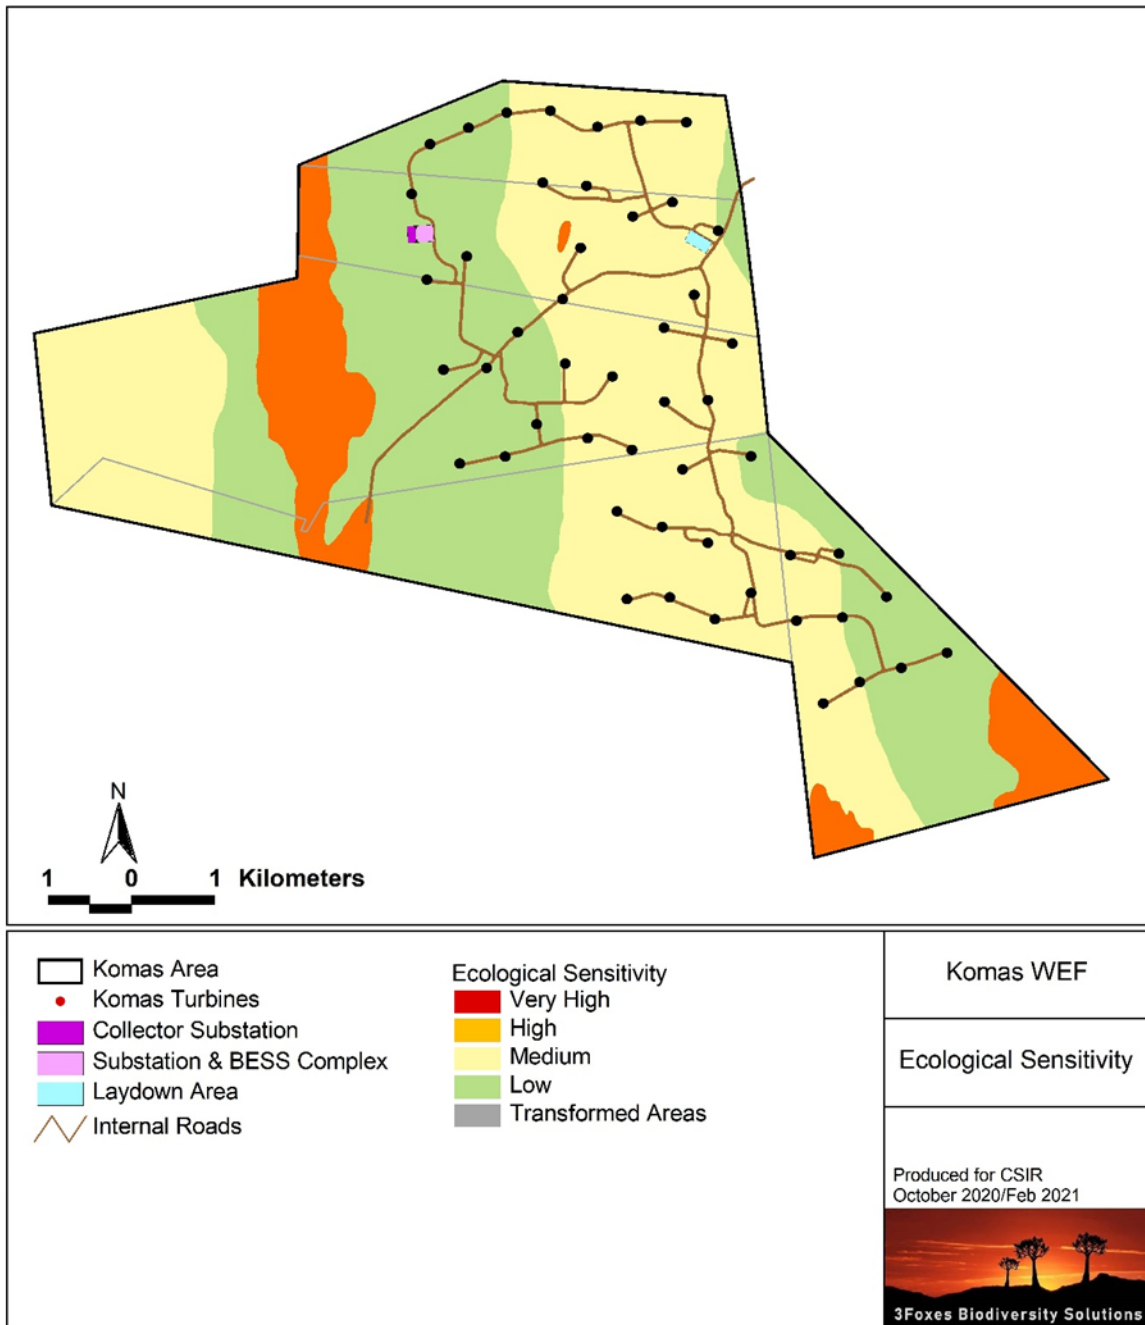 N
1 0 1 Kilometers
Komas Area
Komas Turbines
Collector Substation
Substation & BESS Complex
Laydown Area
Internal Roads
Ecological Sensitivity
Very High
High
Medium
Low
Transformed Areas
Komas WEF
Ecological Sensitivity
Produced for CSIR
October 2020/Feb 2021
3Foxes Biodiversity Solutions